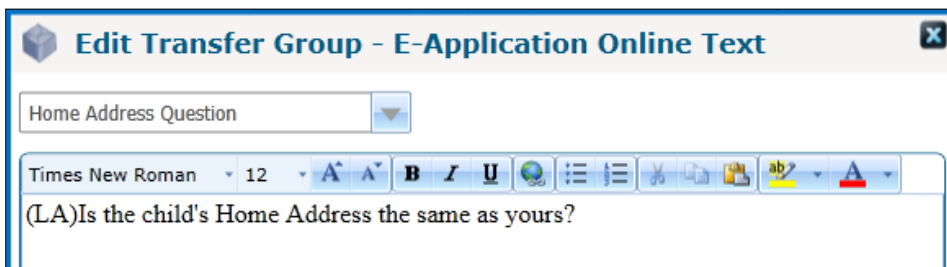 Edit Transfer Group - E-Application Online Text
Home Address Question
Times New Roman 12 A A B I U ab A
(LA)Is the child's Home Address the same as yours?